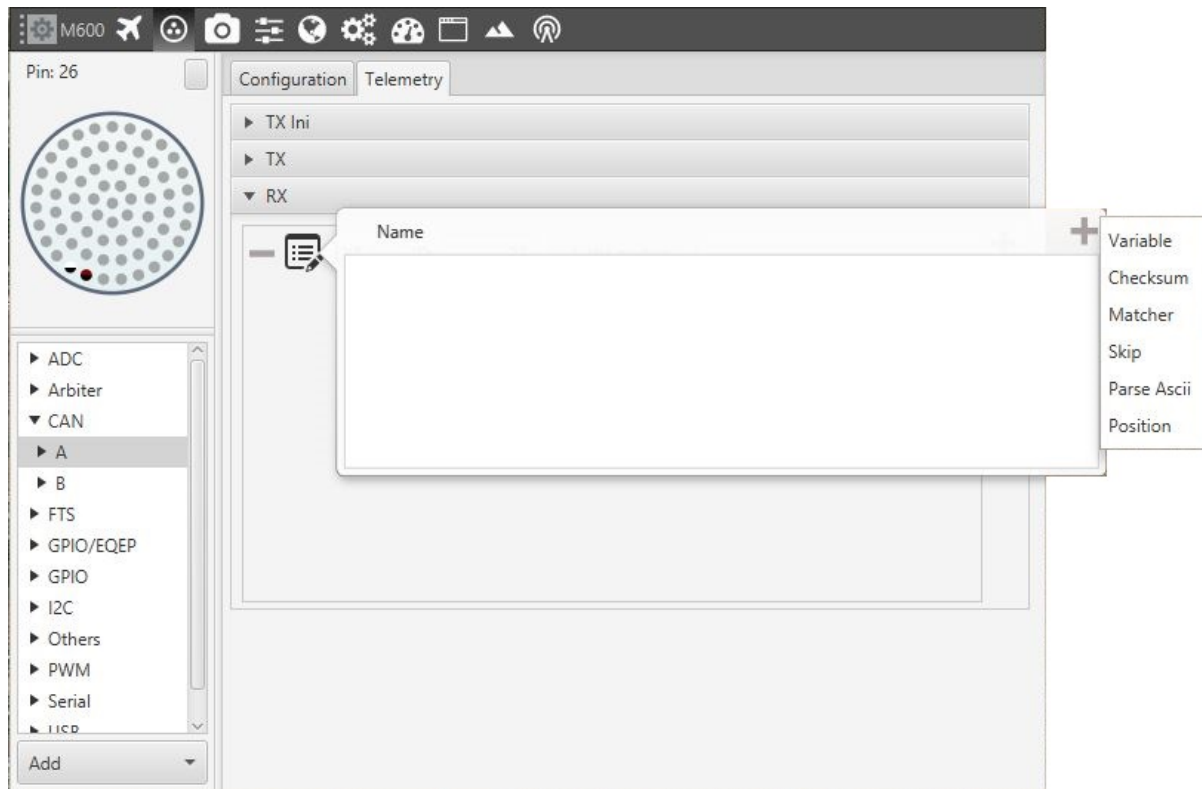 M600
Pin: 26
Configuration
Telemetry
TX Ini
TX
RX
Name
Variable
Checksum
Matcher
Skip
Parse Ascii
Position
ADC
Arbiter
CAN
A
B
FTS
GPIO/EQEP
GPIO
I2C
Others
PWM
Serial
USB
Add